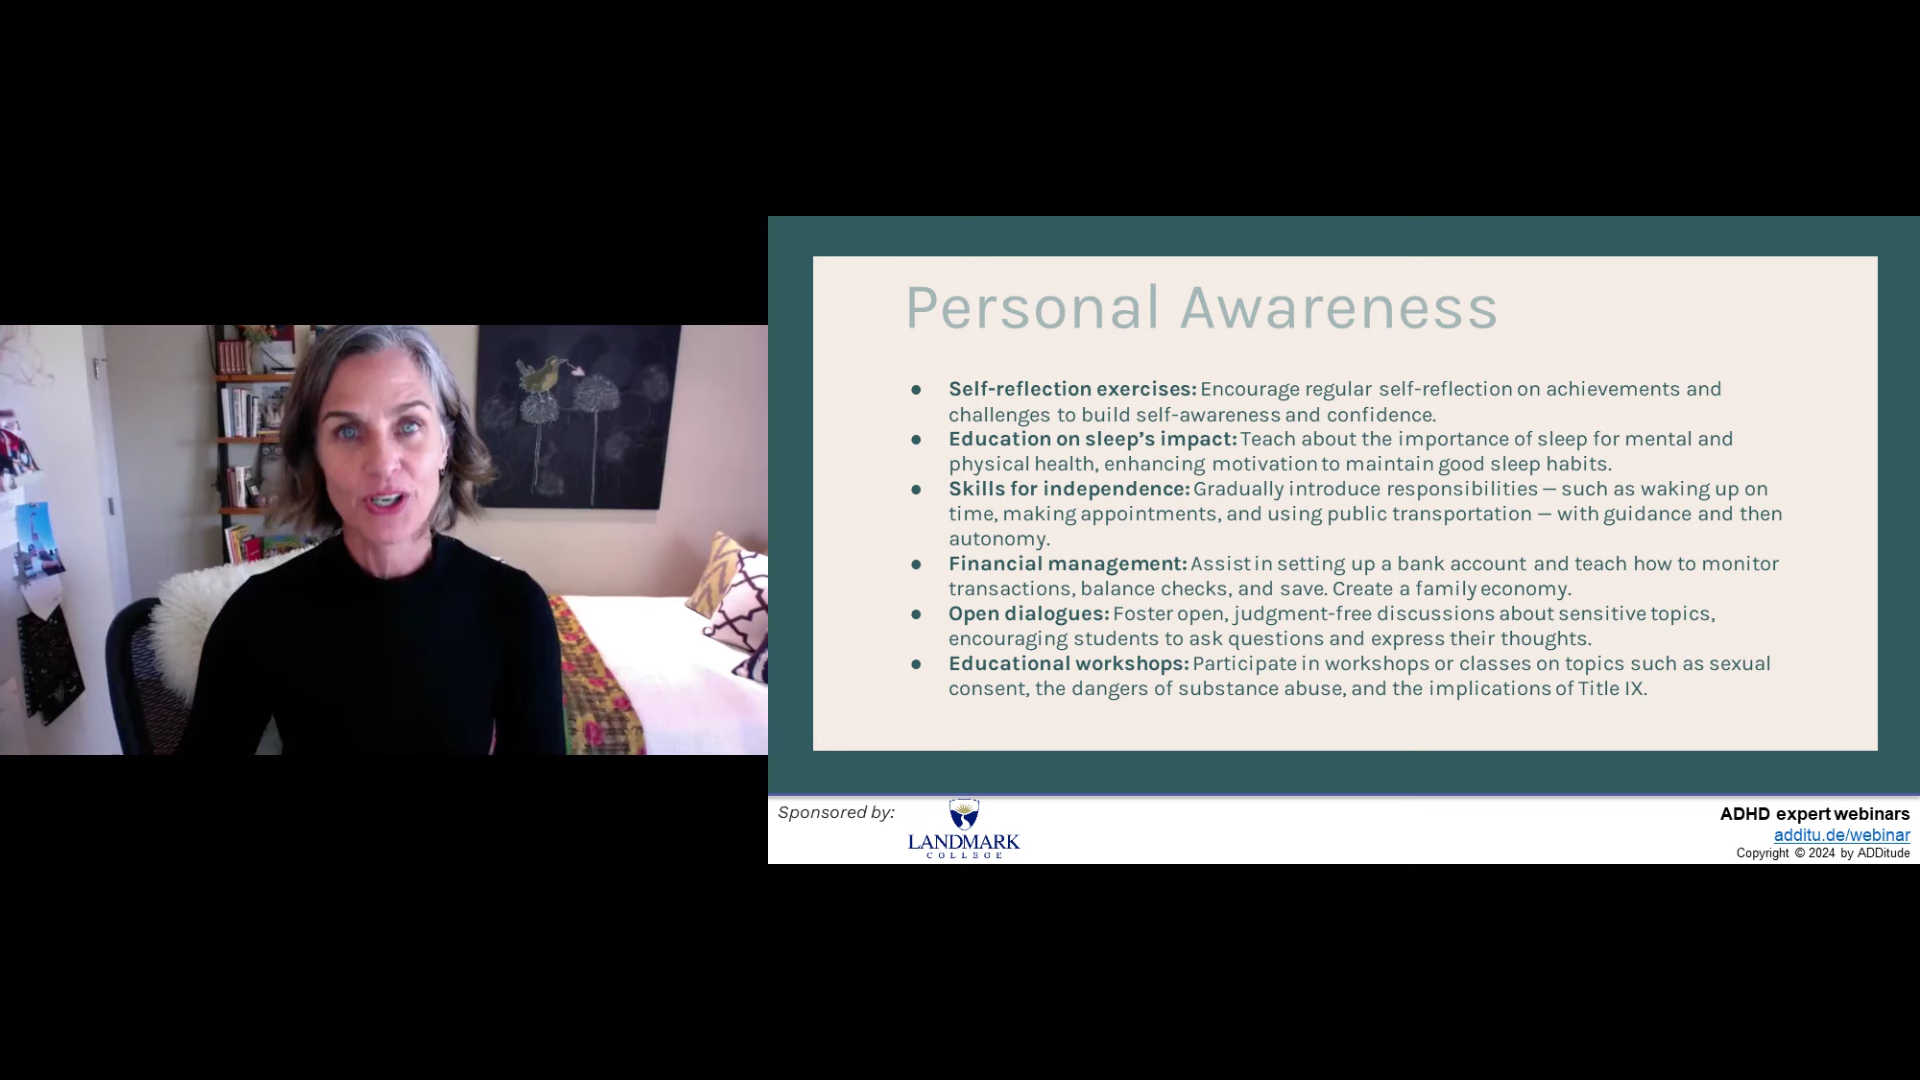 Personal Awareness
● Self-reflection exercises: Encourage regular self-reflection on achievements and
challenges to build self-awareness and confidence.
● Education on sleep’s impact: Teach about the importance of sleep for mental and
physical health, enhancing motivation to maintain good sleep habits.
● Skills for independence: Gradually introduce responsibilities — such as waking up on
time, making appointments, and using public transportation — with guidance and then
autonomy.
● Financial management: Assist in setting up a bank account and teach how to monitor
transactions, balance checks, and save. Create a family economy.
● Open dialogues: Foster open, judgment-free discussions about sensitive topics,
encouraging students to ask questions and express their thoughts.
● Educational workshops: Participate in workshops or classes on topics such as sexual
consent, the dangers of substance abuse, and the implications of Title IX.
Sponsored by:
LANDMARK
COLLEGE
ADHD expert webinars
additu.de/webinar
Copyright © 2024 by ADDitude